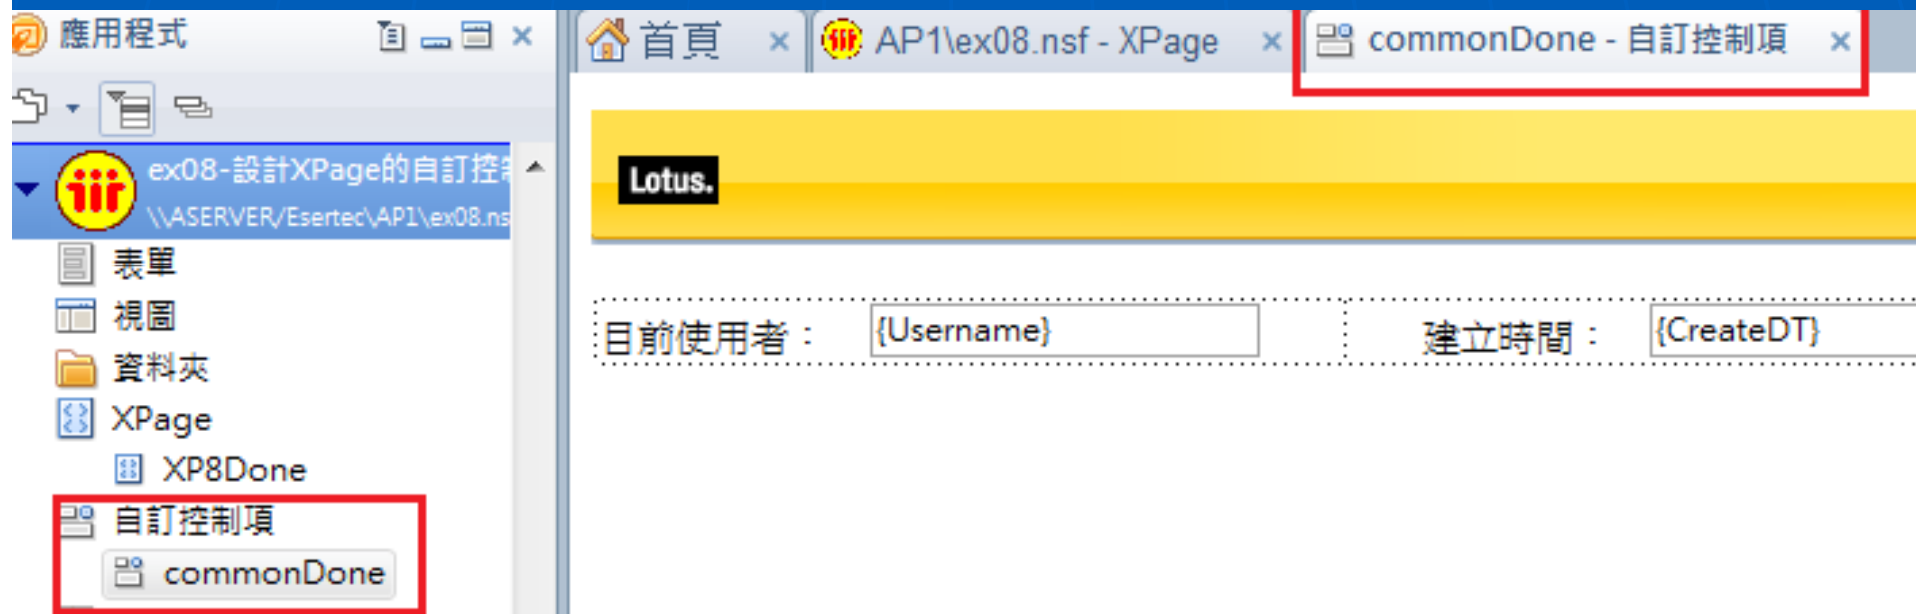 應用程式
首頁
AP1\ex08.nsf - XPage
commonDone - 自訂控制項
ex08-設計XPage的自訂控
\\ASERVER/Esertec\AP1\ex08.ns
Lotus.
表單
視圖
資料夾
XPage
XP8Done
自訂控制項
commonDone
目前使用者：
{Username}
建立時間：
{CreateDT}